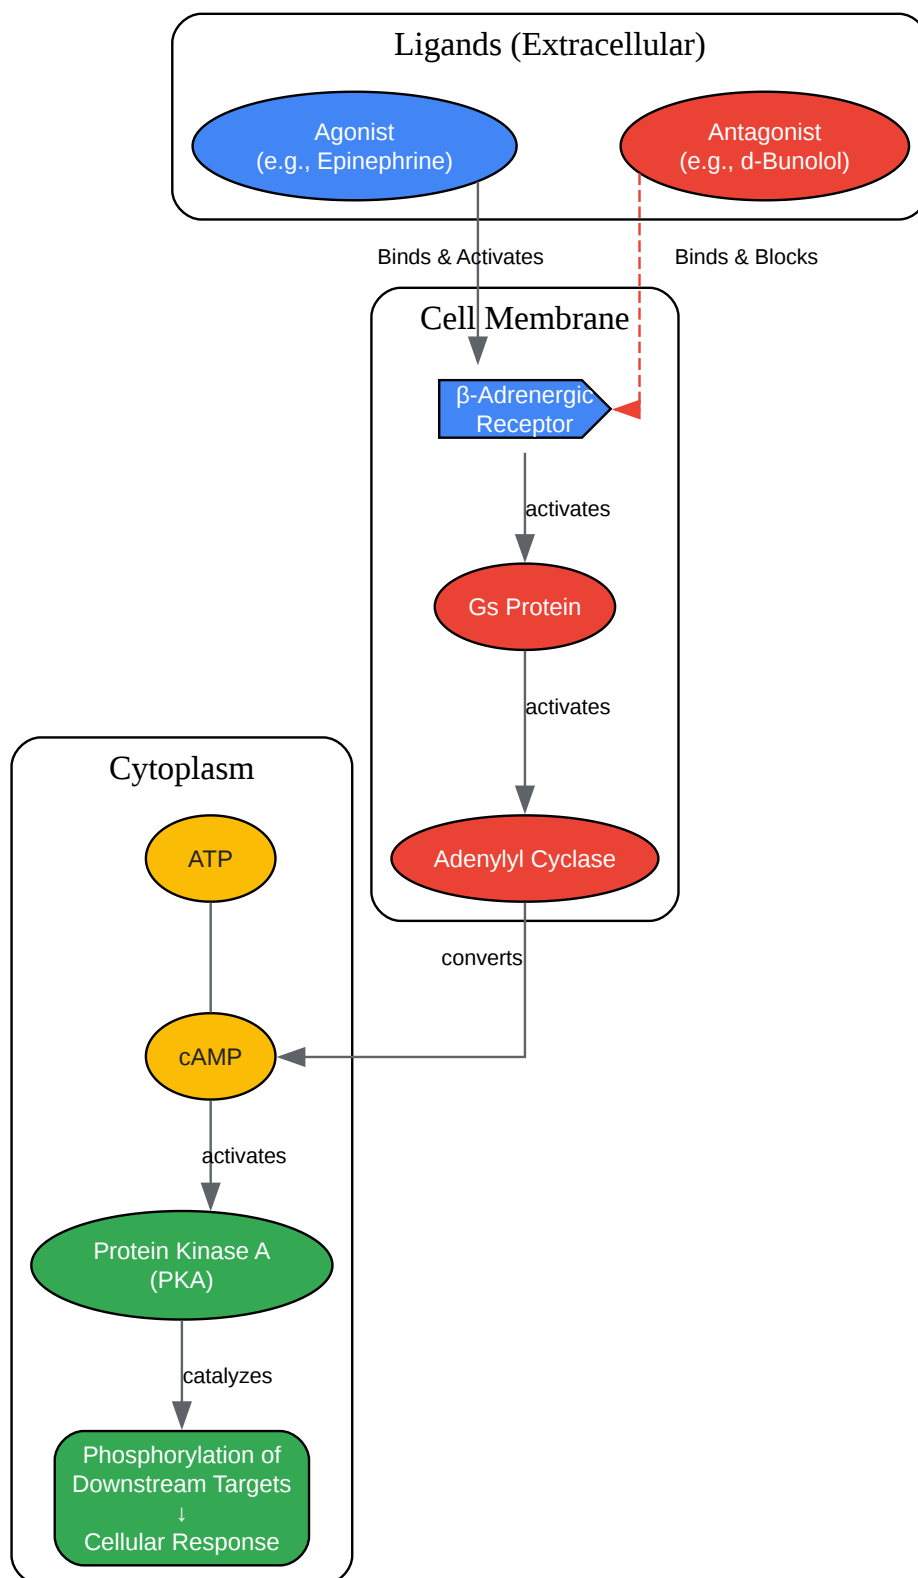 Ligands (Extracellular)
Agonist
(e.g., Epinephrine)
Antagonist
(e.g., d-Bunolol)
Binds & Activates
Binds & Blocks
Cell Membrane
β-Adrenergic
Receptor
activates
Gs Protein
activates
Adenylyl Cyclase
converts
Cytoplasm
ATP
cAMP
activates
Protein Kinase A
(PKA)
catalyzes
Phosphorylation of
Downstream Targets
↓
Cellular Response